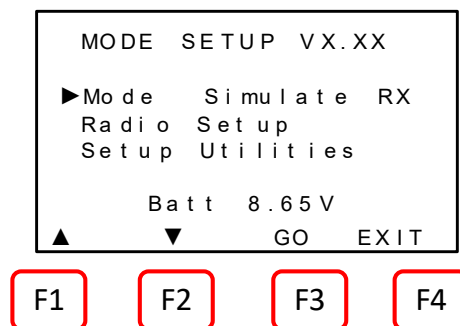 MODE SETUP VX.XX
►Mode Simulate RX
Radio Setup
Setup Utilities
Batt 8.65V
▲ ▼ GO EXIT
F1 F2 F3 F4